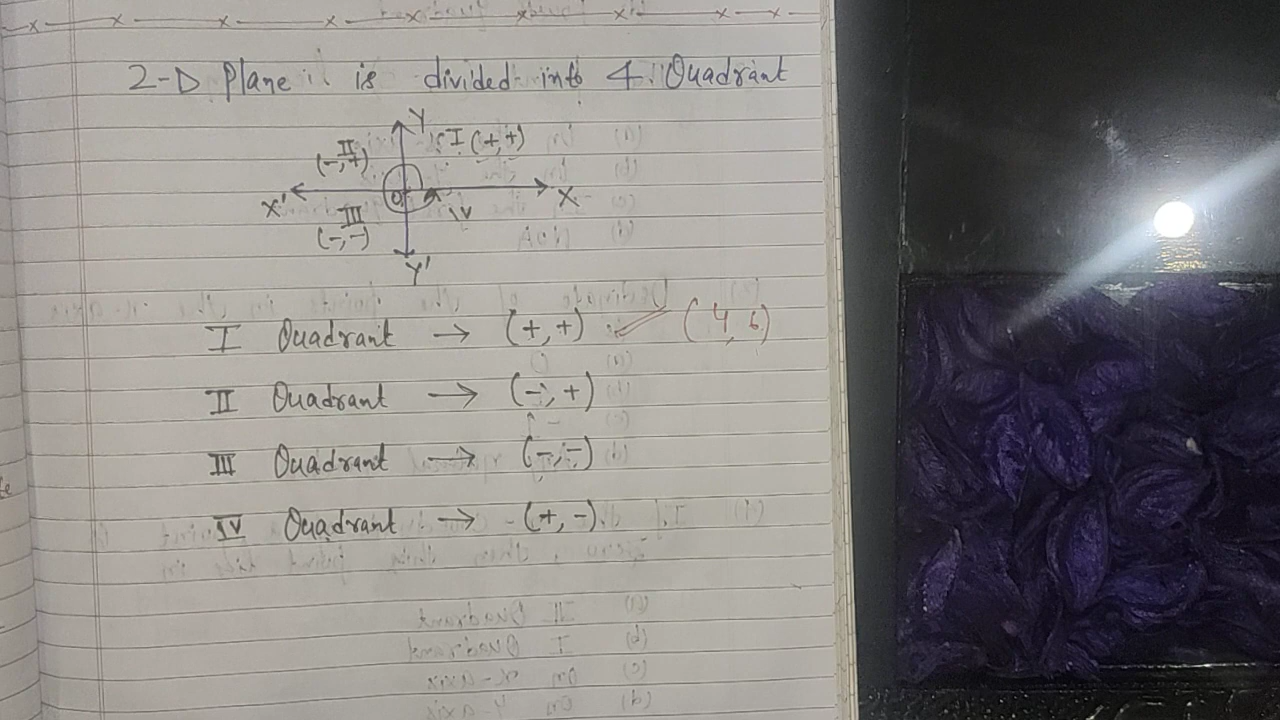 2-D Plane is divided into 4 Quadrant
Y
II I (+,+)
(-,+)
X' O X
III IV
(-,-)
Y'
I Quadrant → (+,+) (4,6)
II Quadrant → (-,+)
III Quadrant → (-,-)
IV Quadrant → (+,-)